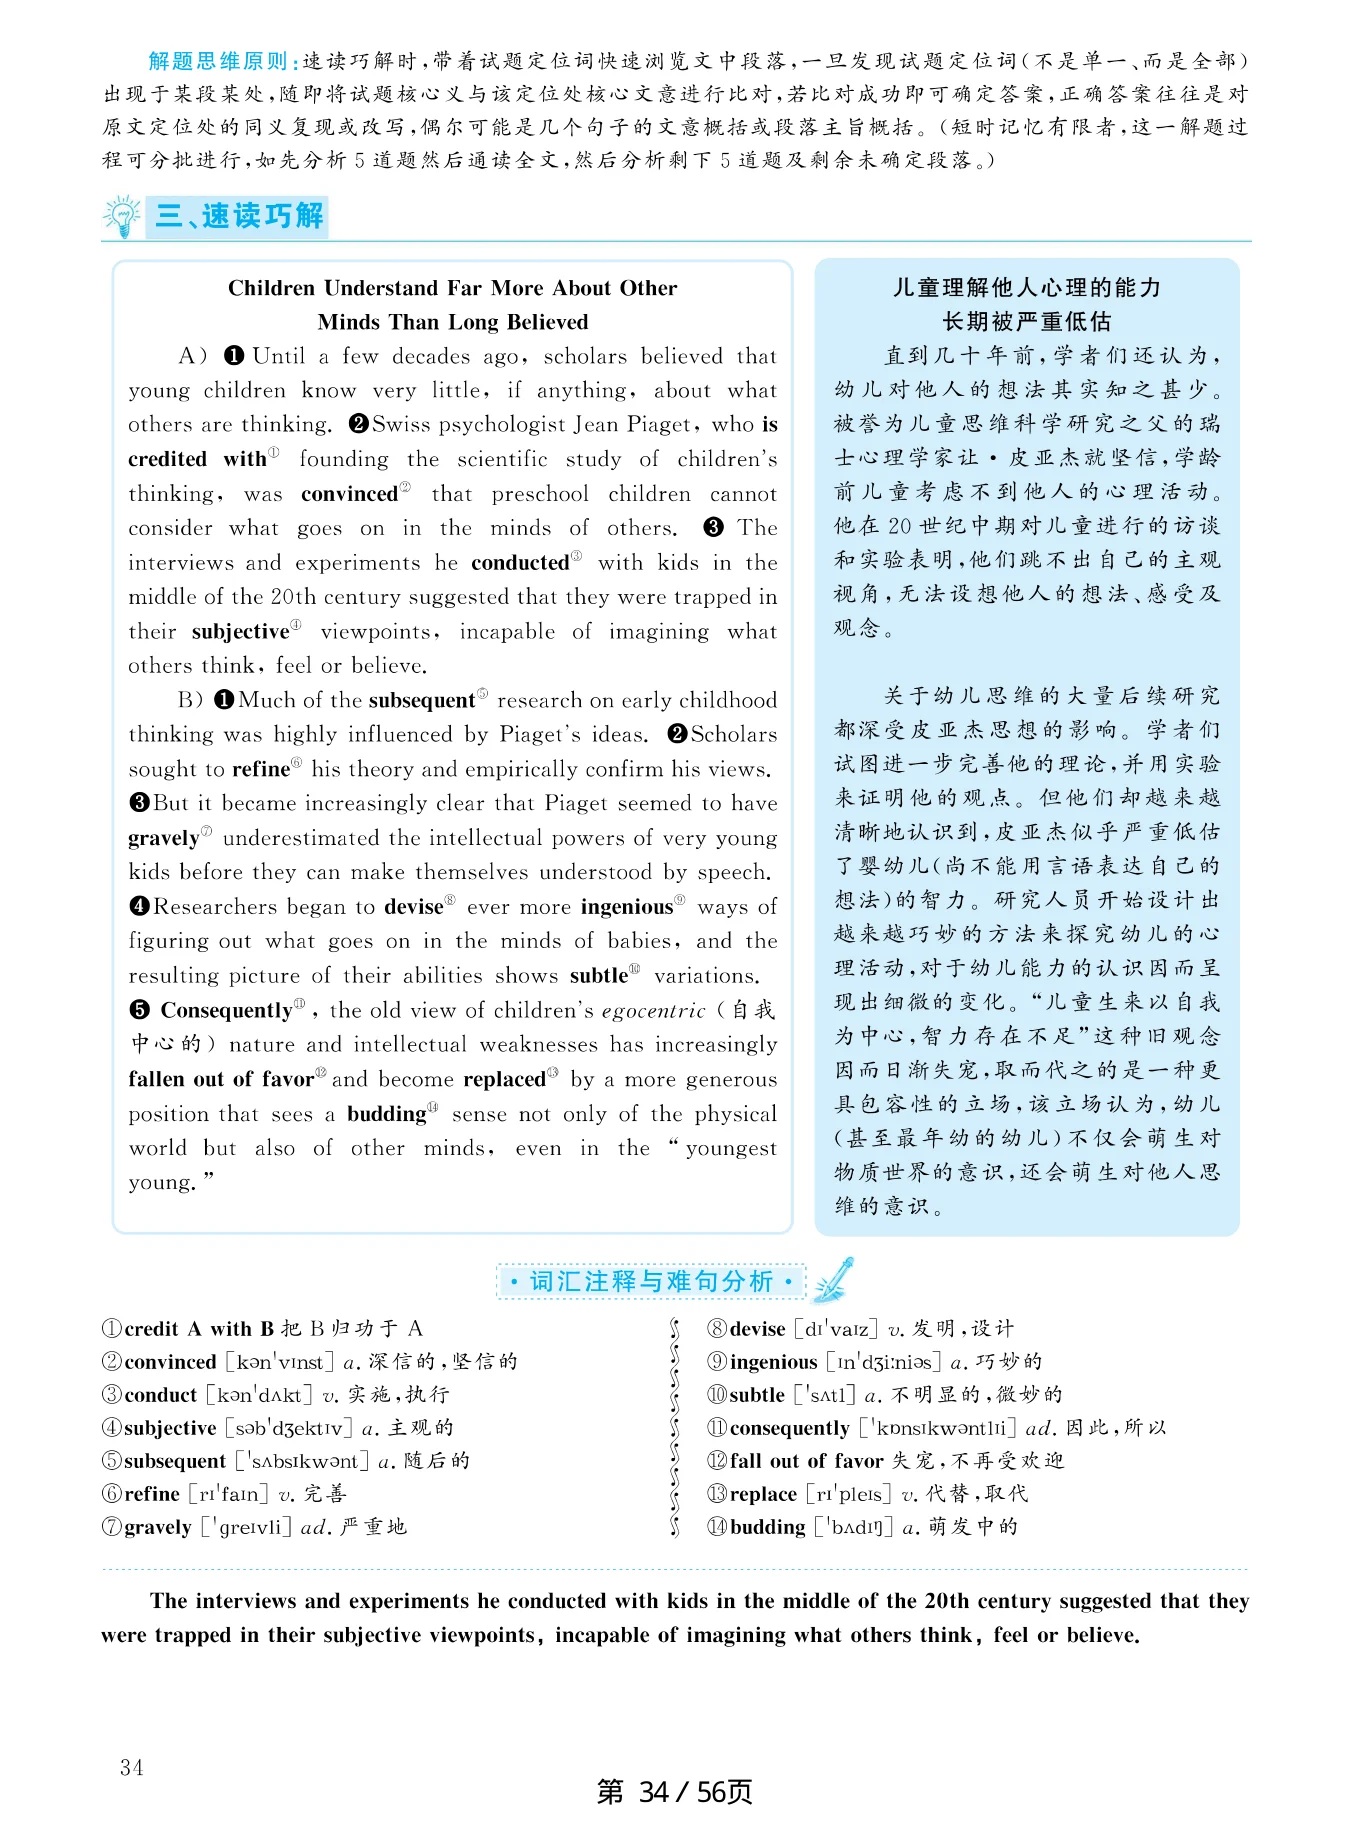 解题思维原则:速读巧解时,带着试题定位词快速浏览文中段落,一旦发现试题定位词(不是单一、而是全部)
出现于某段某处,随即将试题核心义与该定位处核心文意进行比对,若比对成功即可确定答案,正确答案往往是对
原文定位处的同义复现或改写,偶尔可能是几个句子的文意概括或段落主旨概括。(短时记忆有限者,这一解题过
程可分批进行,如先分析 5 道题然后通读全文,然后分析剩下 5 道题及剩余未确定段落。)
三、速读巧解
Children Understand Far More About Other
Minds Than Long Believed
A) ❶ Until a few decades ago, scholars believed that
young children know very little, if anything, about what
others are thinking. ❷Swiss psychologist Jean Piaget, who is
credited with① founding the scientific study of children's
thinking, was convinced② that preschool children cannot
consider what goes on in the minds of others. ❸ The
interviews and experiments he conducted③ with kids in the
middle of the 20th century suggested that they were trapped in
their subjective④ viewpoints, incapable of imagining what
others think, feel or believe.
B) ❶Much of the subsequent⑤ research on early childhood
thinking was highly influenced by Piaget's ideas. ❷Scholars
sought to refine⑥ his theory and empirically confirm his views.
❸But it became increasingly clear that Piaget seemed to have
gravely⑦ underestimated the intellectual powers of very young
kids before they can make themselves understood by speech.
❹Researchers began to devise⑧ ever more ingenious⑨ ways of
figuring out what goes on in the minds of babies, and the
resulting picture of their abilities shows subtle⑩ variations.
❺ Consequently⑪, the old view of children's egocentric (自我
中心的) nature and intellectual weaknesses has increasingly
fallen out of favor⑫ and become replaced⑬ by a more generous
position that sees a budding⑭ sense not only of the physical
world but also of other minds, even in the “youngest
young.”
儿童理解他人心理的能力
长期被严重低估
直到几十年前,学者们还认为,
幼儿对他人的想法其实知之甚少。
被誉为儿童思维科学研究之父的瑞
士心理学家让·皮亚杰就坚信,学龄
前儿童考虑不到他人的心理活动。
他在 20 世纪中期对儿童进行的访谈
和实验表明,他们跳不出自己的主观
视角,无法设想他人的想法、感受及
观念。
关于幼儿思维的大量后续研究
都深受皮亚杰思想的影响。学者们
试图进一步完善他的理论,并用实验
来证明他的观点。但他们却越来越
清晰地认识到,皮亚杰似乎严重低估
了婴幼儿(尚不能用言语表达自己的
想法)的智力。研究人员开始设计出
越来越巧妙的方法来探究幼儿的心
理活动,对于幼儿能力的认识因而呈
现出细微的变化。“儿童生来以自我
为中心,智力存在不足”这种旧观念
因而日渐失宠,取而代之的是一种更
具包容性的立场,该立场认为,幼儿
(甚至最年幼的幼儿)不仅会萌生对
物质世界的意识,还会萌生对他人思
维的意识。
·词汇注释与难句分析·
①credit A with B 把 B 归功于 A
②convinced [kən'vɪnst] a. 深信的,坚信的
③conduct [kən'dʌkt] v. 实施,执行
④subjective [səb'dʒektɪv] a. 主观的
⑤subsequent ['sʌbsɪkwənt] a. 随后的
⑥refine [rɪ'faɪn] v. 完善
⑦gravely ['greɪvli] ad. 严重地
⑧devise [dɪ'vaɪz] v. 发明,设计
⑨ingenious [ɪn'dʒiːniəs] a. 巧妙的
⑩subtle ['sʌtl] a. 不明显的,微妙的
⑪consequently ['kɒnsɪkwəntlɪi] ad. 因此,所以
⑫fall out of favor 失宠,不再受欢迎
⑬replace [rɪ'pleɪs] v. 代替,取代
⑭budding ['bʌdɪŋ] a. 萌发中的
The interviews and experiments he conducted with kids in the middle of the 20th century suggested that they
were trapped in their subjective viewpoints, incapable of imagining what others think, feel or believe.
34
第 34 / 56页